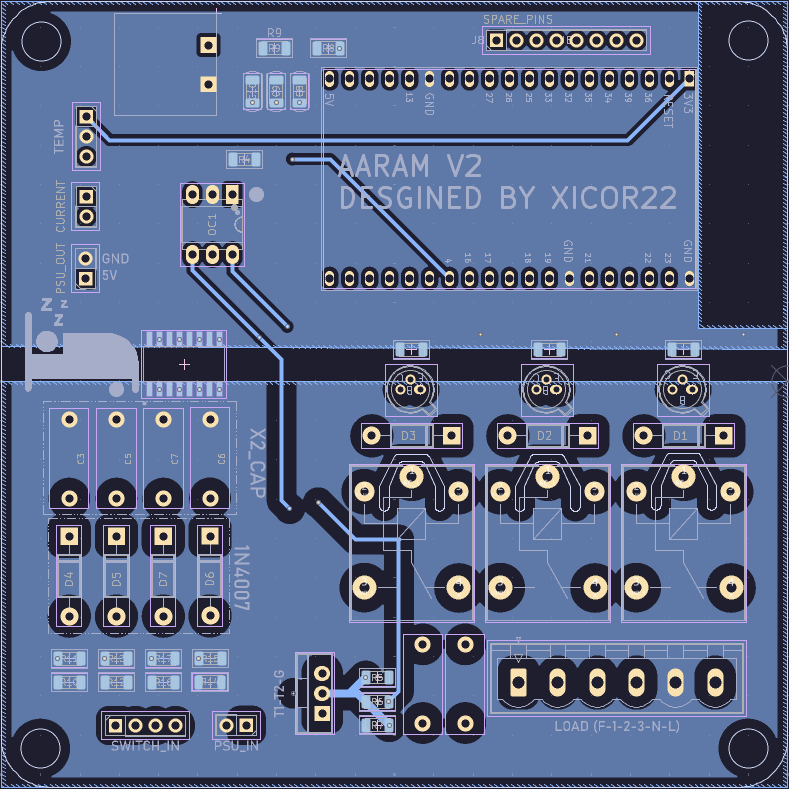 SPARE_PINS
R9
J8
R8
5V
13
GND
27
26
25
33
32
35
34
39
36
RESET
3V3
TEMP
R4
AARAM V2
DESGINED BY XICOR22
CURRENT
OC1
PSU_OUT
GND
5V
4
16
17
18
19
GND
21
22
23
GND
z z
z
D3
D2
D1
C3
C5
C7
C6
X2_CAP
D4
D5
D7
D6
1N4007
T1-T2-G
R5
LOAD (F-1-2-3-N-L)
SWITCH_IN
PSU_IN